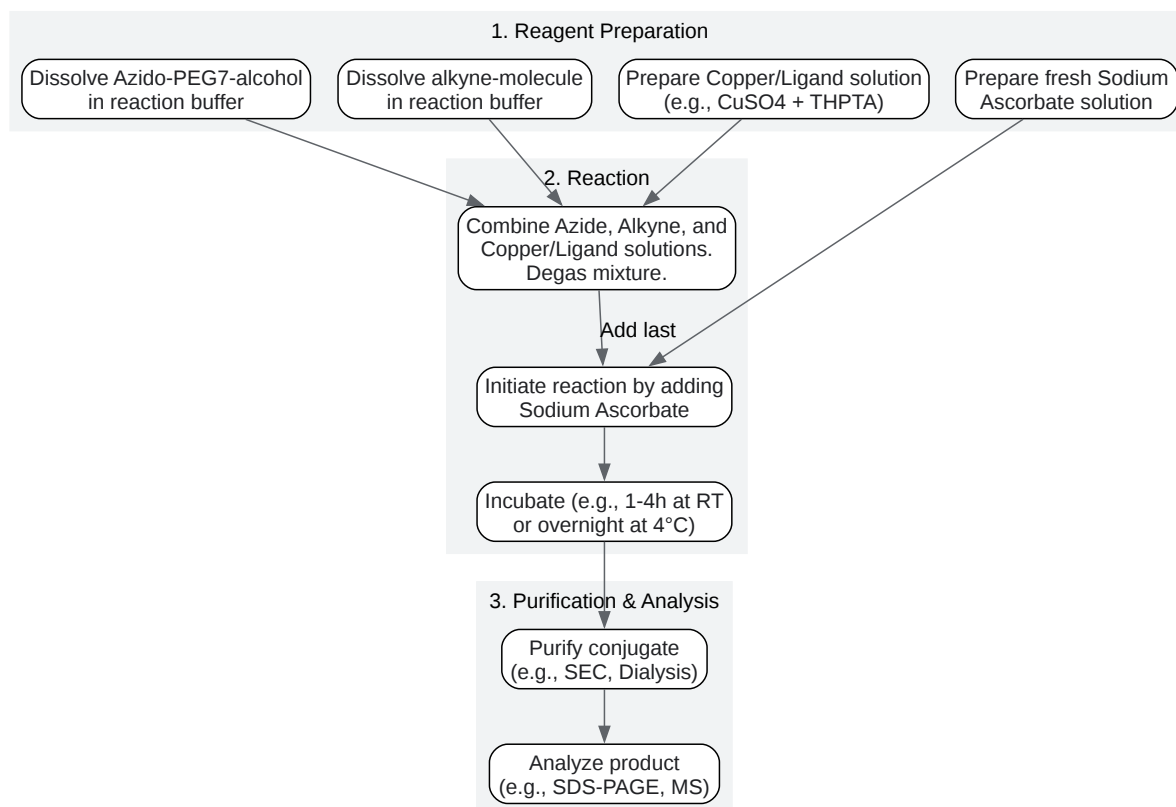 1. Reagent Preparation
Dissolve Azido-PEG7-alcohol
in reaction buffer
Dissolve alkyne-molecule
in reaction buffer
Prepare Copper/Ligand solution
(e.g., CuSO4 + THPTA)
Prepare fresh Sodium
Ascorbate solution
2. Reaction
Combine Azide, Alkyne, and
Copper/Ligand solutions.
Degas mixture.
Add last
Initiate reaction by adding
Sodium Ascorbate
Incubate (e.g., 1-4h at RT
or overnight at 4°C)
3. Purification & Analysis
Purify conjugate
(e.g., SEC, Dialysis)
Analyze product
(e.g., SDS-PAGE, MS)